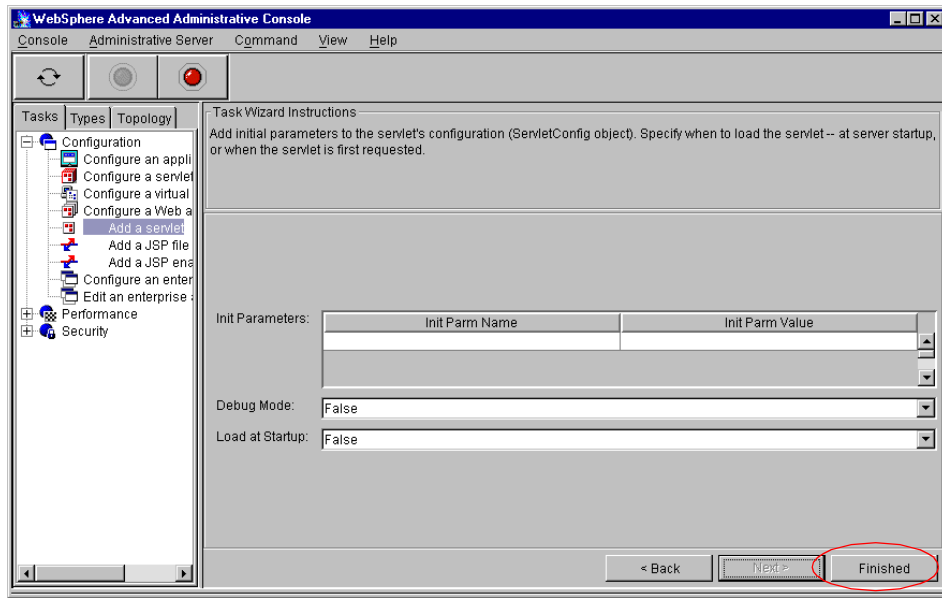 WebSphere Advanced Administrative Console
Console Administrative Server Command View Help
Tasks Types Topology
Configuration
Configure an appli
Configure a servlet
Configure a virtual
Configure a Web a
Add a servlet
Add a JSP file
Add a JSP ena
Configure an enter
Edit an enterprise
Performance
Security
Task Wizard Instructions
Add initial parameters to the servlet's configuration (ServletConfig object). Specify when to load the servlet -- at server startup,
or when the servlet is first requested.
Init Parameters:
Init Parm Name Init Parm Value
Debug Mode: False
Load at Startup: False
< Back Next > Finished